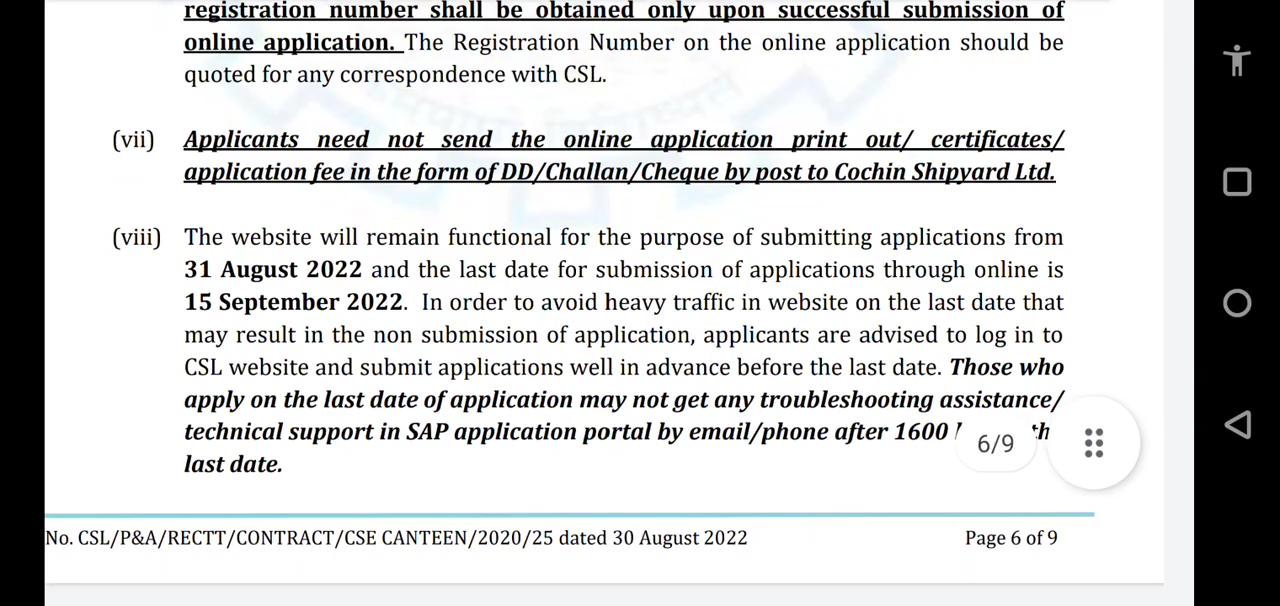 registration number shall be obtained only upon successful submission of
online application. The Registration Number on the online application should be
quoted for any correspondence with CSL.
(vii) Applicants need not send the online application print out/ certificates/
application fee in the form of DD/Challan/Cheque by post to Cochin Shipyard Ltd.
(viii) The website will remain functional for the purpose of submitting applications from
31 August 2022 and the last date for submission of applications through online is
15 September 2022. In order to avoid heavy traffic in website on the last date that
may result in the non submission of application, applicants are advised to log in to
CSL website and submit applications well in advance before the last date. Those who
apply on the last date of application may not get any troubleshooting assistance/
technical support in SAP application portal by email/phone after 1600
last date.
6/9
No. CSL/P&A/RECTT/CONTRACT/CSE CANTEEN/2020/25 dated 30 August 2022 Page 6 of 9